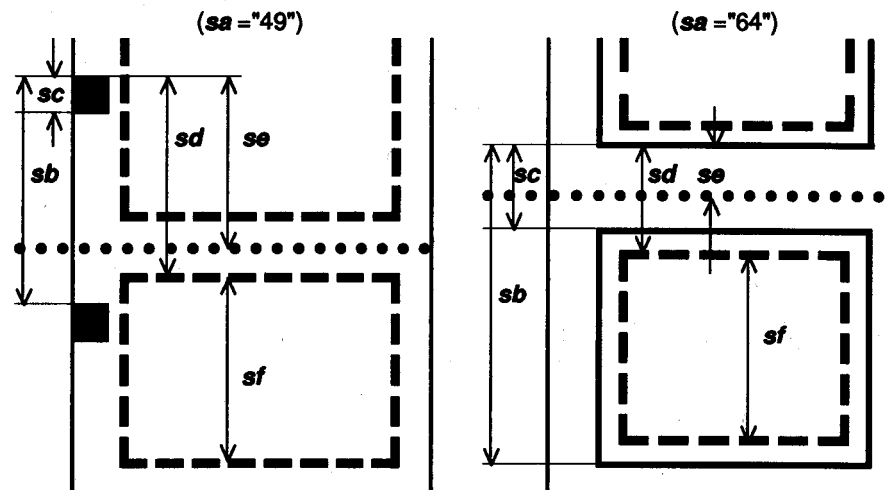 (sa ="49")
(sa ="64")
sc
sd
se
sb
sf
sc
sd
se
sb
sf